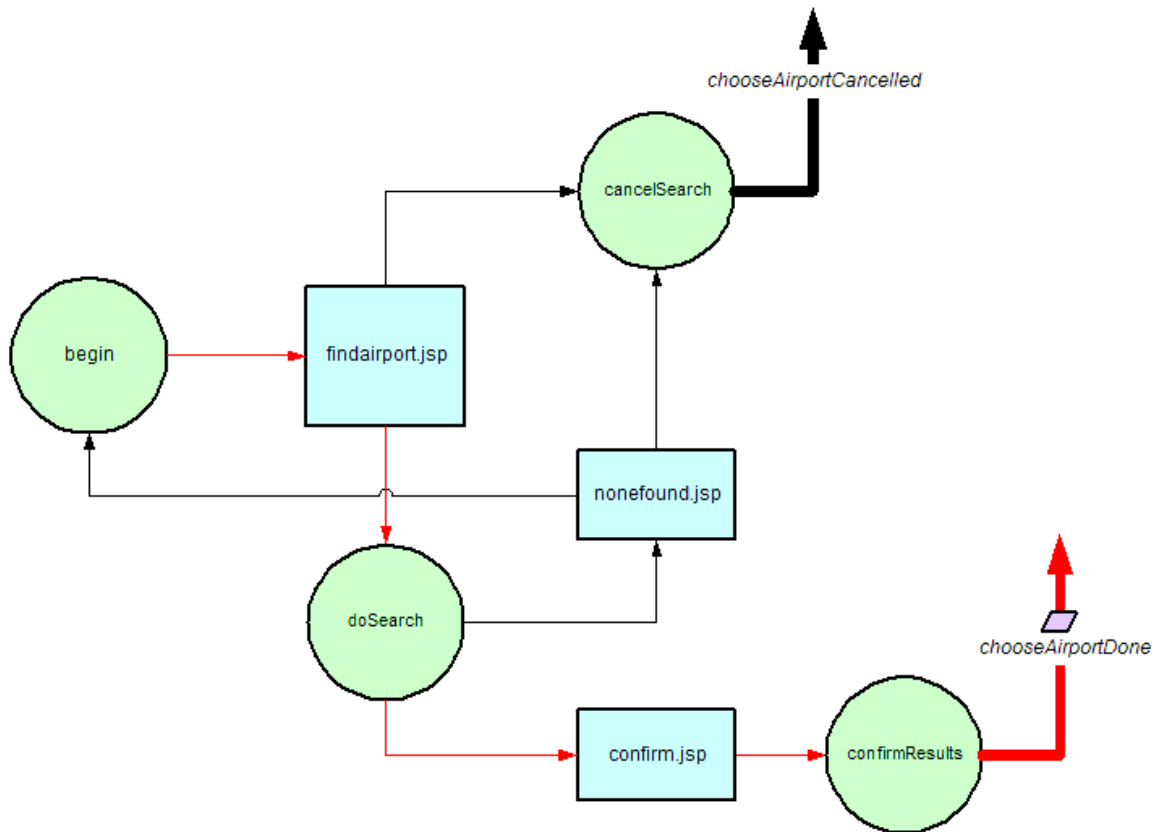 chooseAirportCancelled
cancelSearch
begin
findairport.jsp
nonefound.jsp
doSearch
chooseAirportDone
confirm.jsp
confirmResults